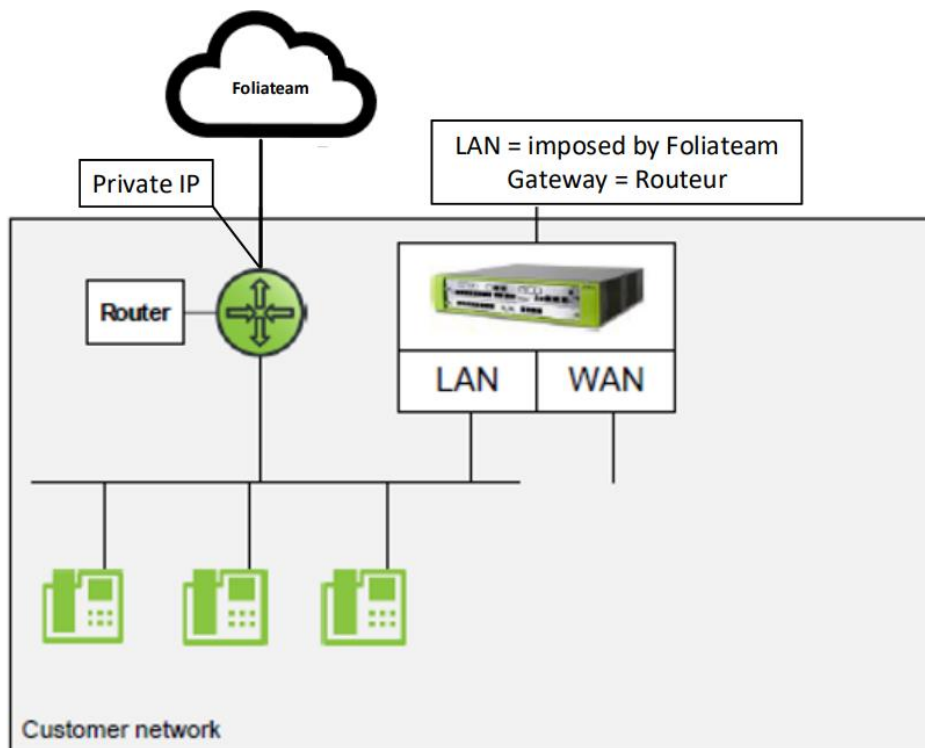 Foliateam
LAN = imposed by Foliateam
Gateway = Routeur
Private IP
Router
LAN
WAN
Customer network